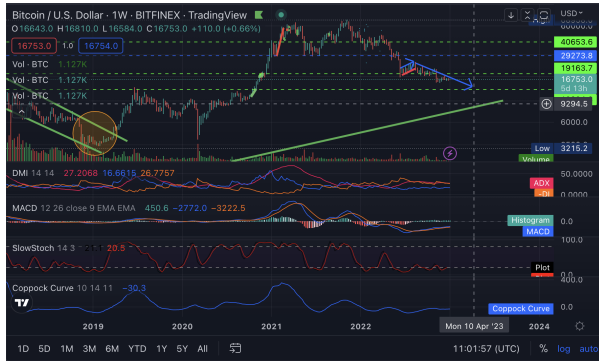 Bitcoin / U.S. Dollar · 1W · BITFINEX · TradingView
USD
O16643.0 H16810.0 L16584.0 C16753.0 +110.0 (+0.66%)
16753.0 1.0 16754.0
40653.6
Vol · BTC 1.127K
29273.8
Vol · BTC 1.127K
19163.7
Vol · BTC 1.127K
16753.0
5d 13h
9294.5
6000.0
Low 3215.2
Volume
DMI 14 14 27.2068 16.6615 26.7757
50.0000
ADX
-DI
0.0000
MACD 12 26 close 9 EMA EMA 450.6 −2772.0 −3222.5
Histogram 0.0
MACD
SlowStoch 14 3 20.5
100.0
Plot
0.0
Coppock Curve 10 14 11 −30.3
400.0
Coppock Curve 0.0
2019 2020 2021 2022 Mon 10 Apr '23 2024
1D 5D 1M 3M 6M YTD 1Y 5Y All 11:01:57 (UTC) % log auto